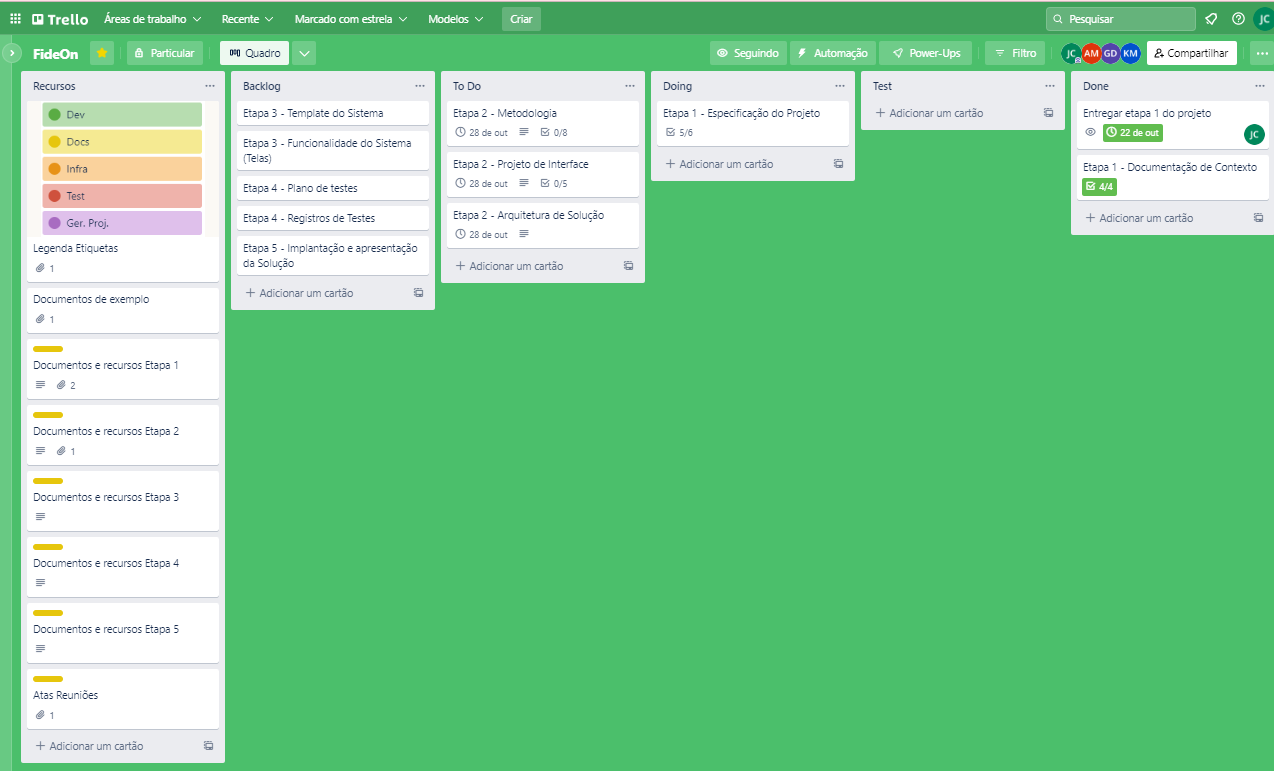 Trello Áreas de trabalho Recente Marcado com estrela Modelos Criar Pesquisar JC
FideOn Particular Quadro Seguindo Automação Power-Ups Filtro JC AM GD KM Compartilhar
Recursos
Dev
Docs
Infra
Test
Ger. Proj.
Legenda Etiquetas
1
Documentos de exemplo
1
Documentos e recursos Etapa 1
2
Documentos e recursos Etapa 2
1
Documentos e recursos Etapa 3
Documentos e recursos Etapa 4
Documentos e recursos Etapa 5
Atas Reuniões
1
+ Adicionar um cartão
Backlog
Etapa 3 - Template do Sistema
Etapa 3 - Funcionalidade do Sistema
(Telas)
Etapa 4 - Plano de testes
Etapa 4 - Registros de Testes
Etapa 5 - Implantação e apresentação
da Solução
+ Adicionar um cartão
To Do
Etapa 2 - Metodologia
28 de out 0/8
Etapa 2 - Projeto de Interface
28 de out 0/5
Etapa 2 - Arquitetura de Solução
28 de out
+ Adicionar um cartão
Doing
Etapa 1 - Especificação do Projeto
5/6
+ Adicionar um cartão
Test
+ Adicionar um cartão
Done
Entregar etapa 1 do projeto
22 de out JC
Etapa 1 - Documentação de Contexto
4/4
+ Adicionar um cartão